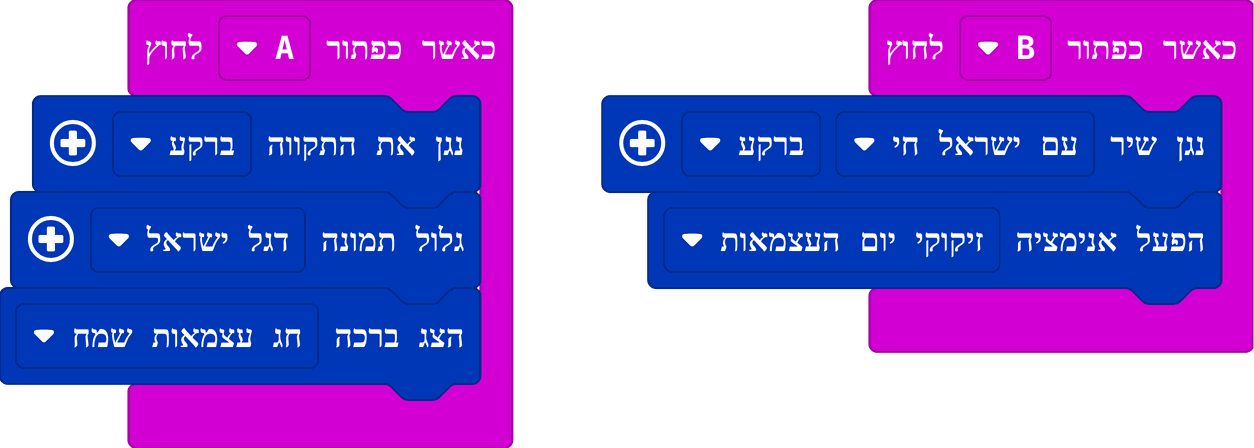 כאשר כפתור B לחוץ
נגן שיר עם ישראל חי ברקע
הפעל אנימציה זיקוקי יום העצמאות
כאשר כפתור A לחוץ
נגן את התקווה ברקע
גלול תמונה דגל ישראל
הצג ברכה חג עצמאות שמח